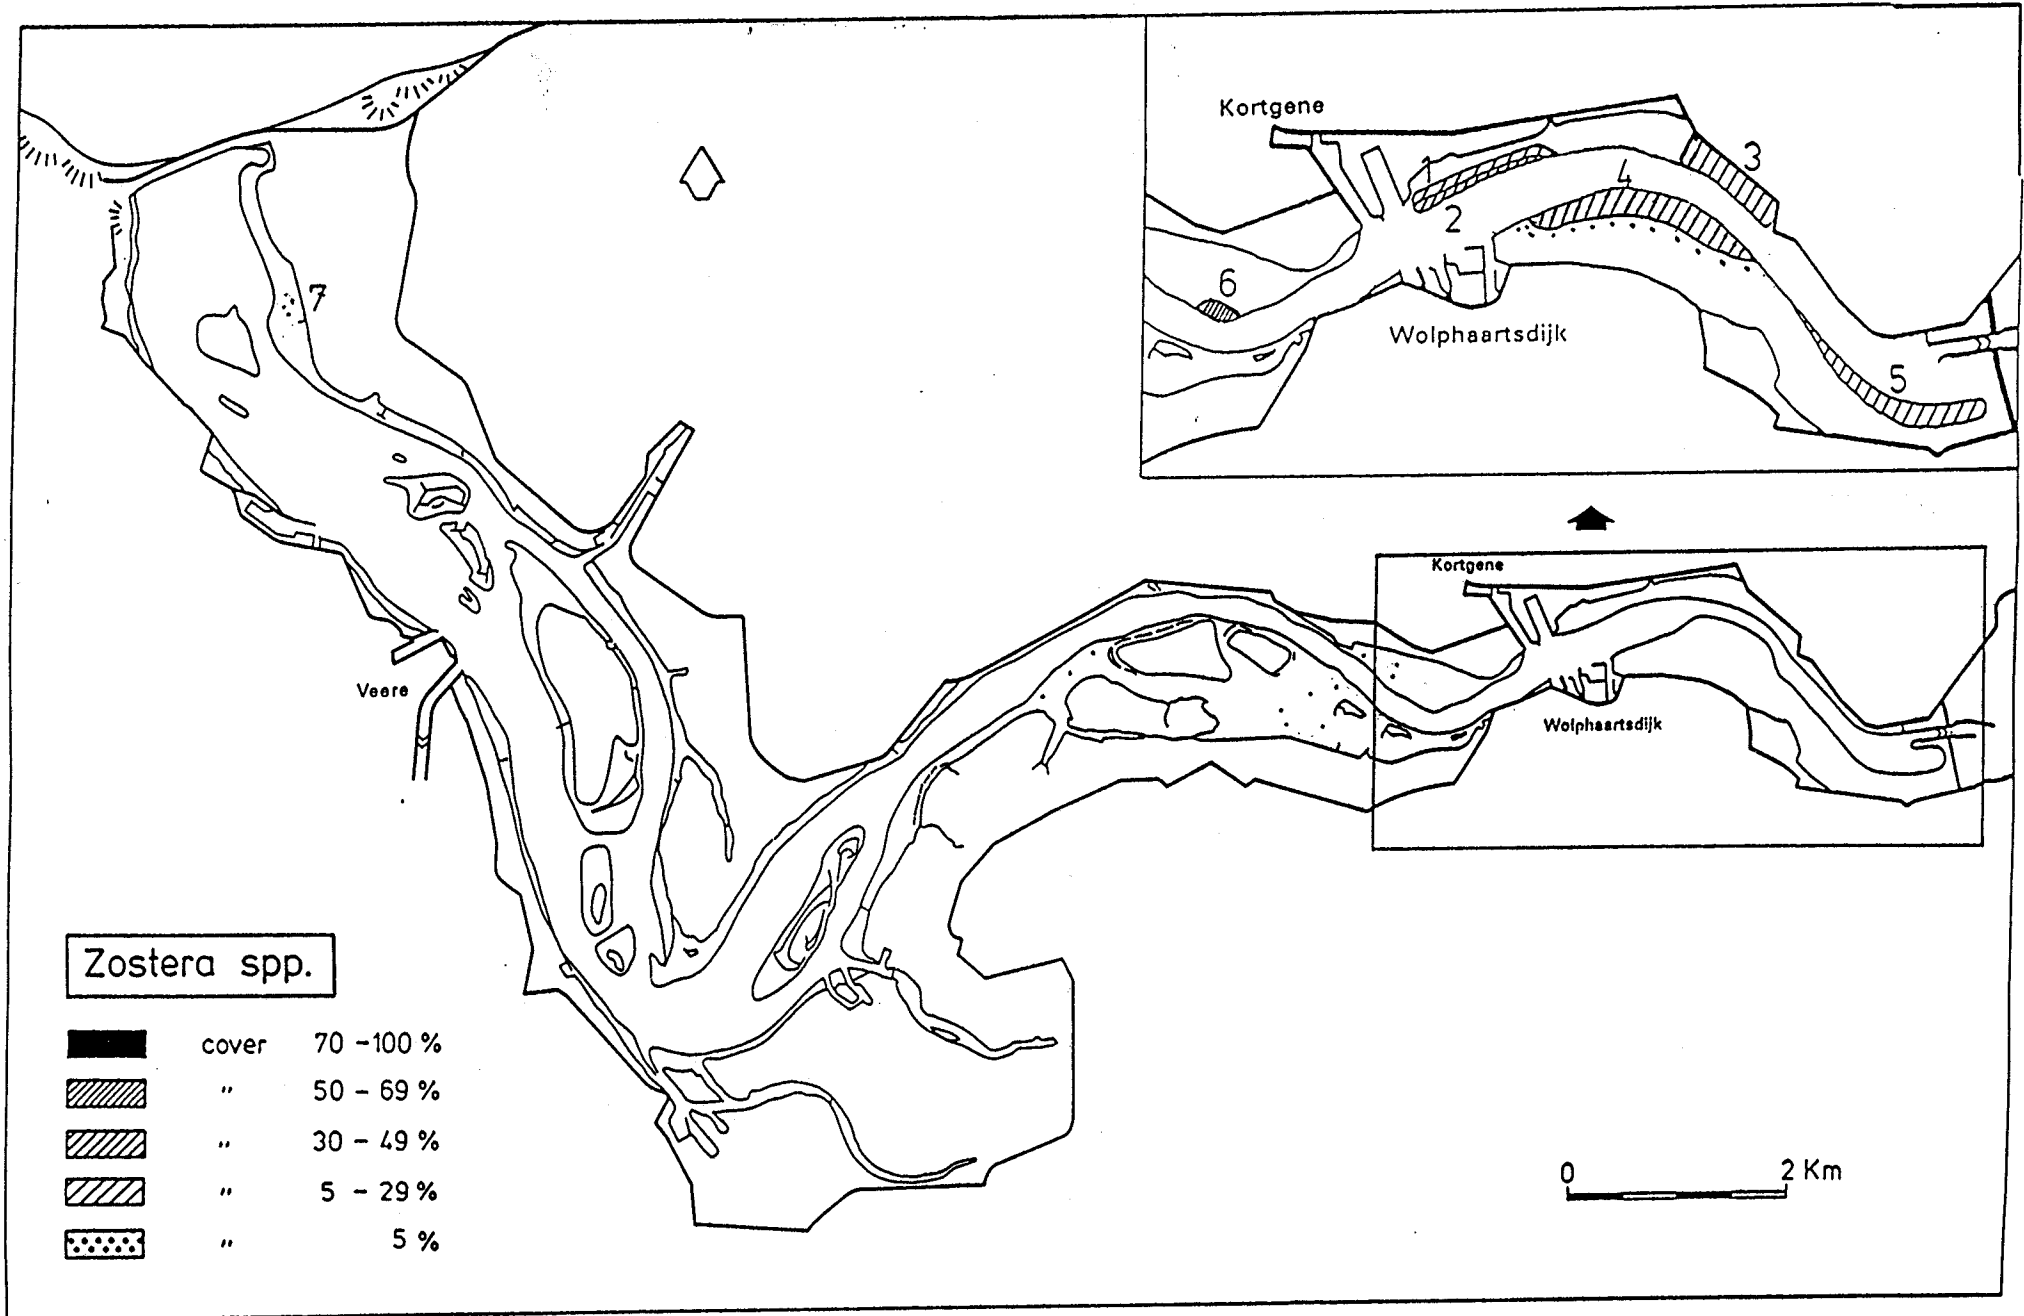 Kortgene
1
2
3
4
5
6
Wolphaartsdijk
7
Kortgene
Wolphaartsdijk
Veere
Zostera spp.
cover 70 - 100 %
" 50 - 69 %
" 30 - 49 %
" 5 - 29 %
" 5 %
0 2 Km